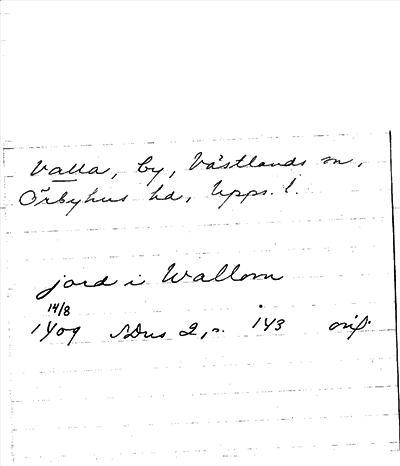 Valla, by, Västlands sn,
Örbyhus hd, Upps. l.
jord i Wallom
14/8
1409 SDns 2, s. 143 orig.